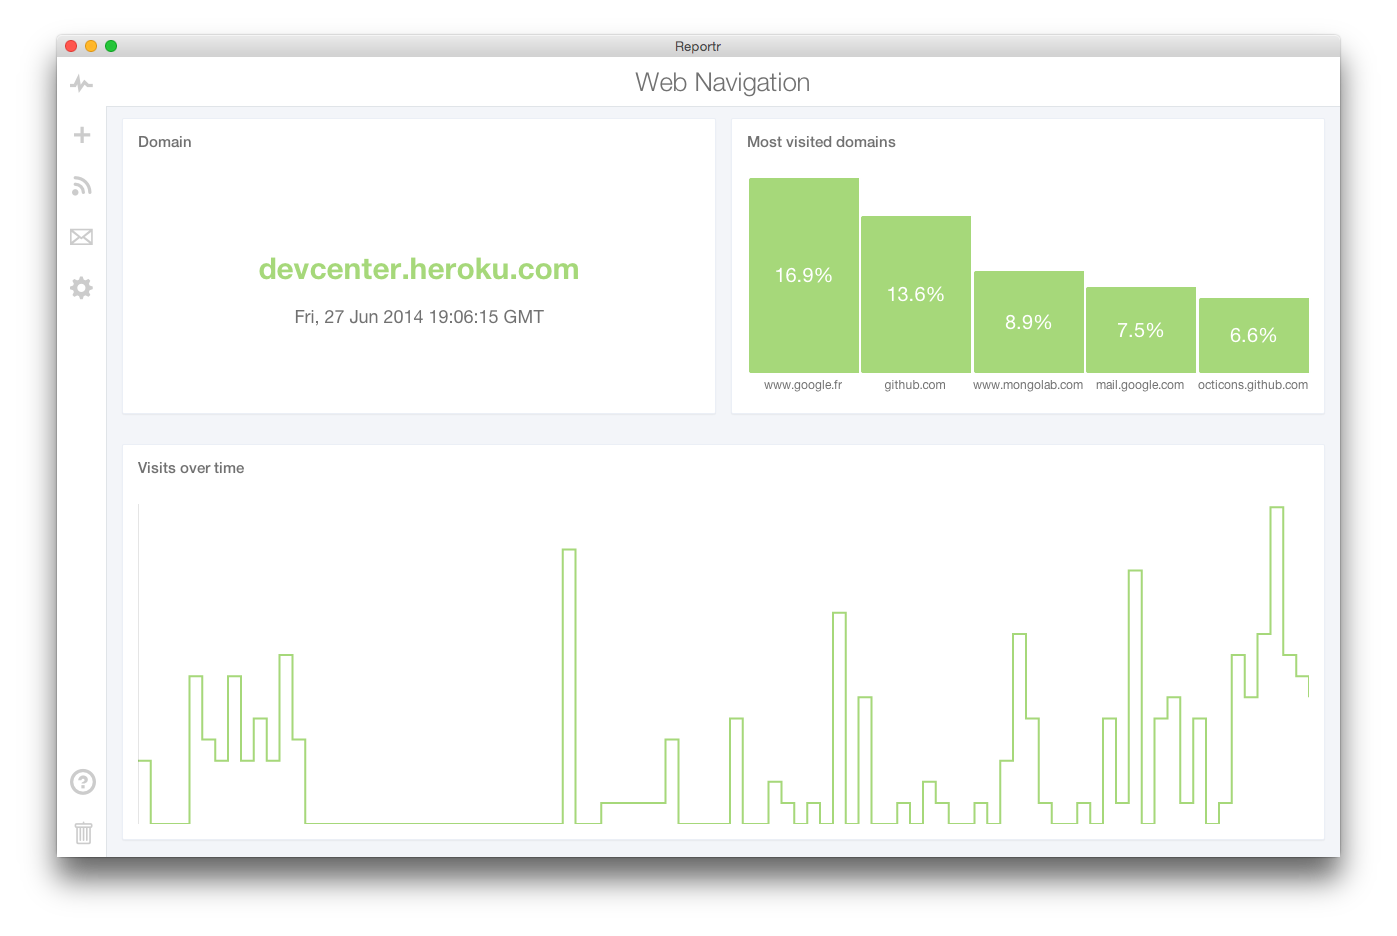 Reportr
Web Navigation
Domain
devcenter.heroku.com
Fri, 27 Jun 2014 19:06:15 GMT
Most visited domains
16.9%
13.6%
8.9%
7.5%
6.6%
www.google.fr
github.com
www.mongolab.com
mail.google.com
octicons.github.com
Visits over time
?